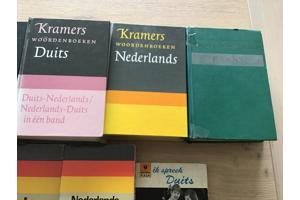 Kramers
WOORDENBOEKEN
Duits
Duits-Nederlands/
Nederlands-Duits
in één band
Kramers
WOORDENBOEKEN
Nederlands
Nederlands
ik spreek
Duits